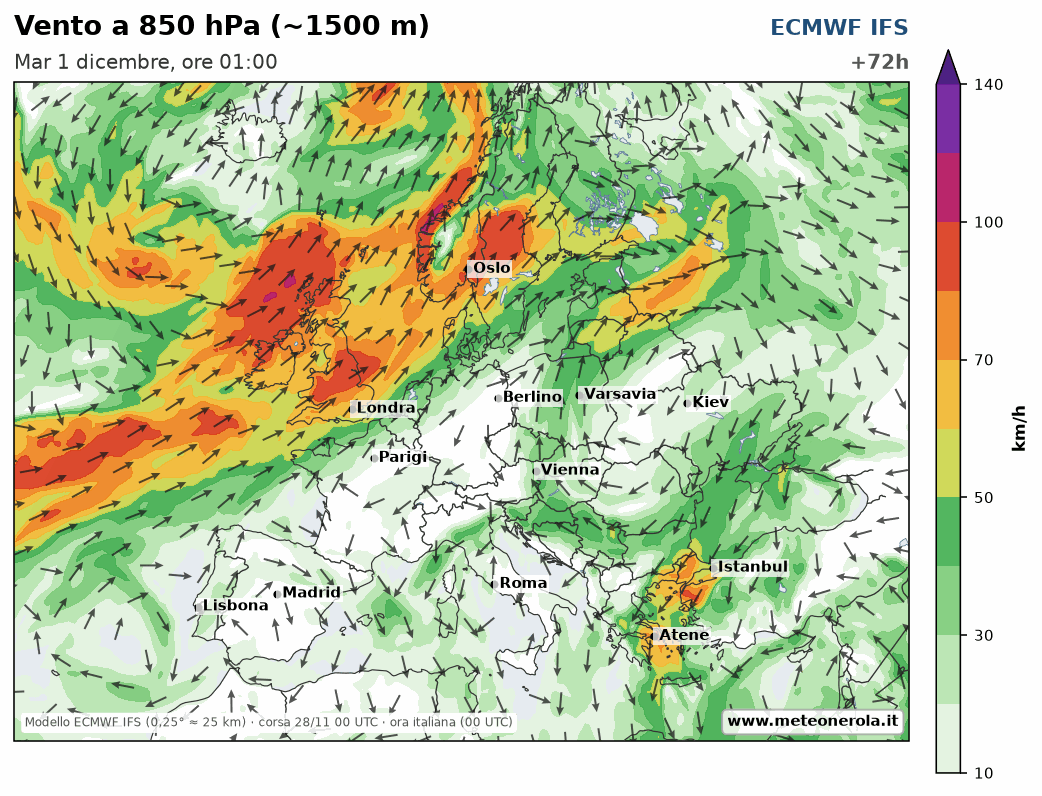 Vento a 850 hPa (~1500 m)
ECMWF IFS
Mar 1 dicembre, ore 01:00
+72h
140
100
70
50
30
10
km/h
Oslo
Berlino
Varsavia
Kiev
Londra
Parigi
Vienna
Istanbul
Roma
Madrid
Lisbona
Atene
Modello ECMWF IFS (0,25° ≈ 25 km) · corsa 28/11 00 UTC · ora italiana (00 UTC)
www.meteonerola.it